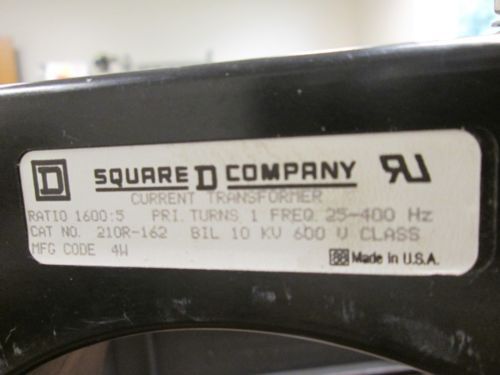 D SQUARE D COMPANY RU
CURRENT TRANSFORMER
RATIO 1600:5 PRI. TURNS 1 FREQ 25-400 Hz
CAT NO. 210R-162 BIL 10 KV 600 V CLASS
MFG CODE 4W
Made in U.S.A.